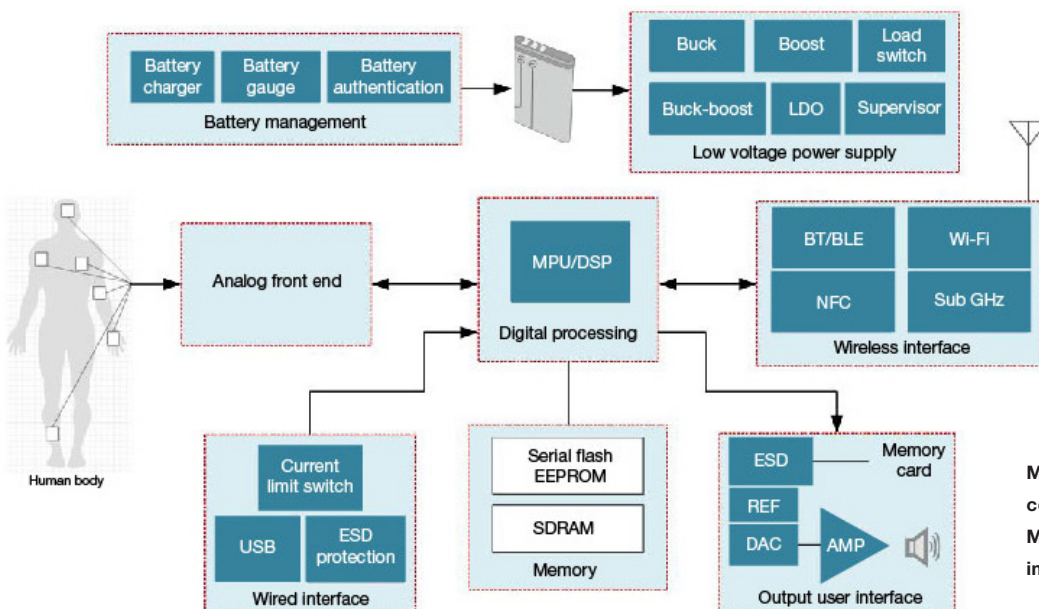 Battery
charger
Battery
gauge
Battery
authentication
Battery management
Buck
Boost
Load
switch
Buck-boost
LDO
Supervisor
Low voltage power supply
Human body
Analog front end
MPU/DSP
Digital processing
BT/BLE
Wi-Fi
NFC
Sub GHz
Wireless interface
Current
limit switch
USB
ESD
protection
Wired interface
Serial flash
EEPROM
SDRAM
Memory
ESD
Memory
card
REF
DAC
AMP
Output user interface